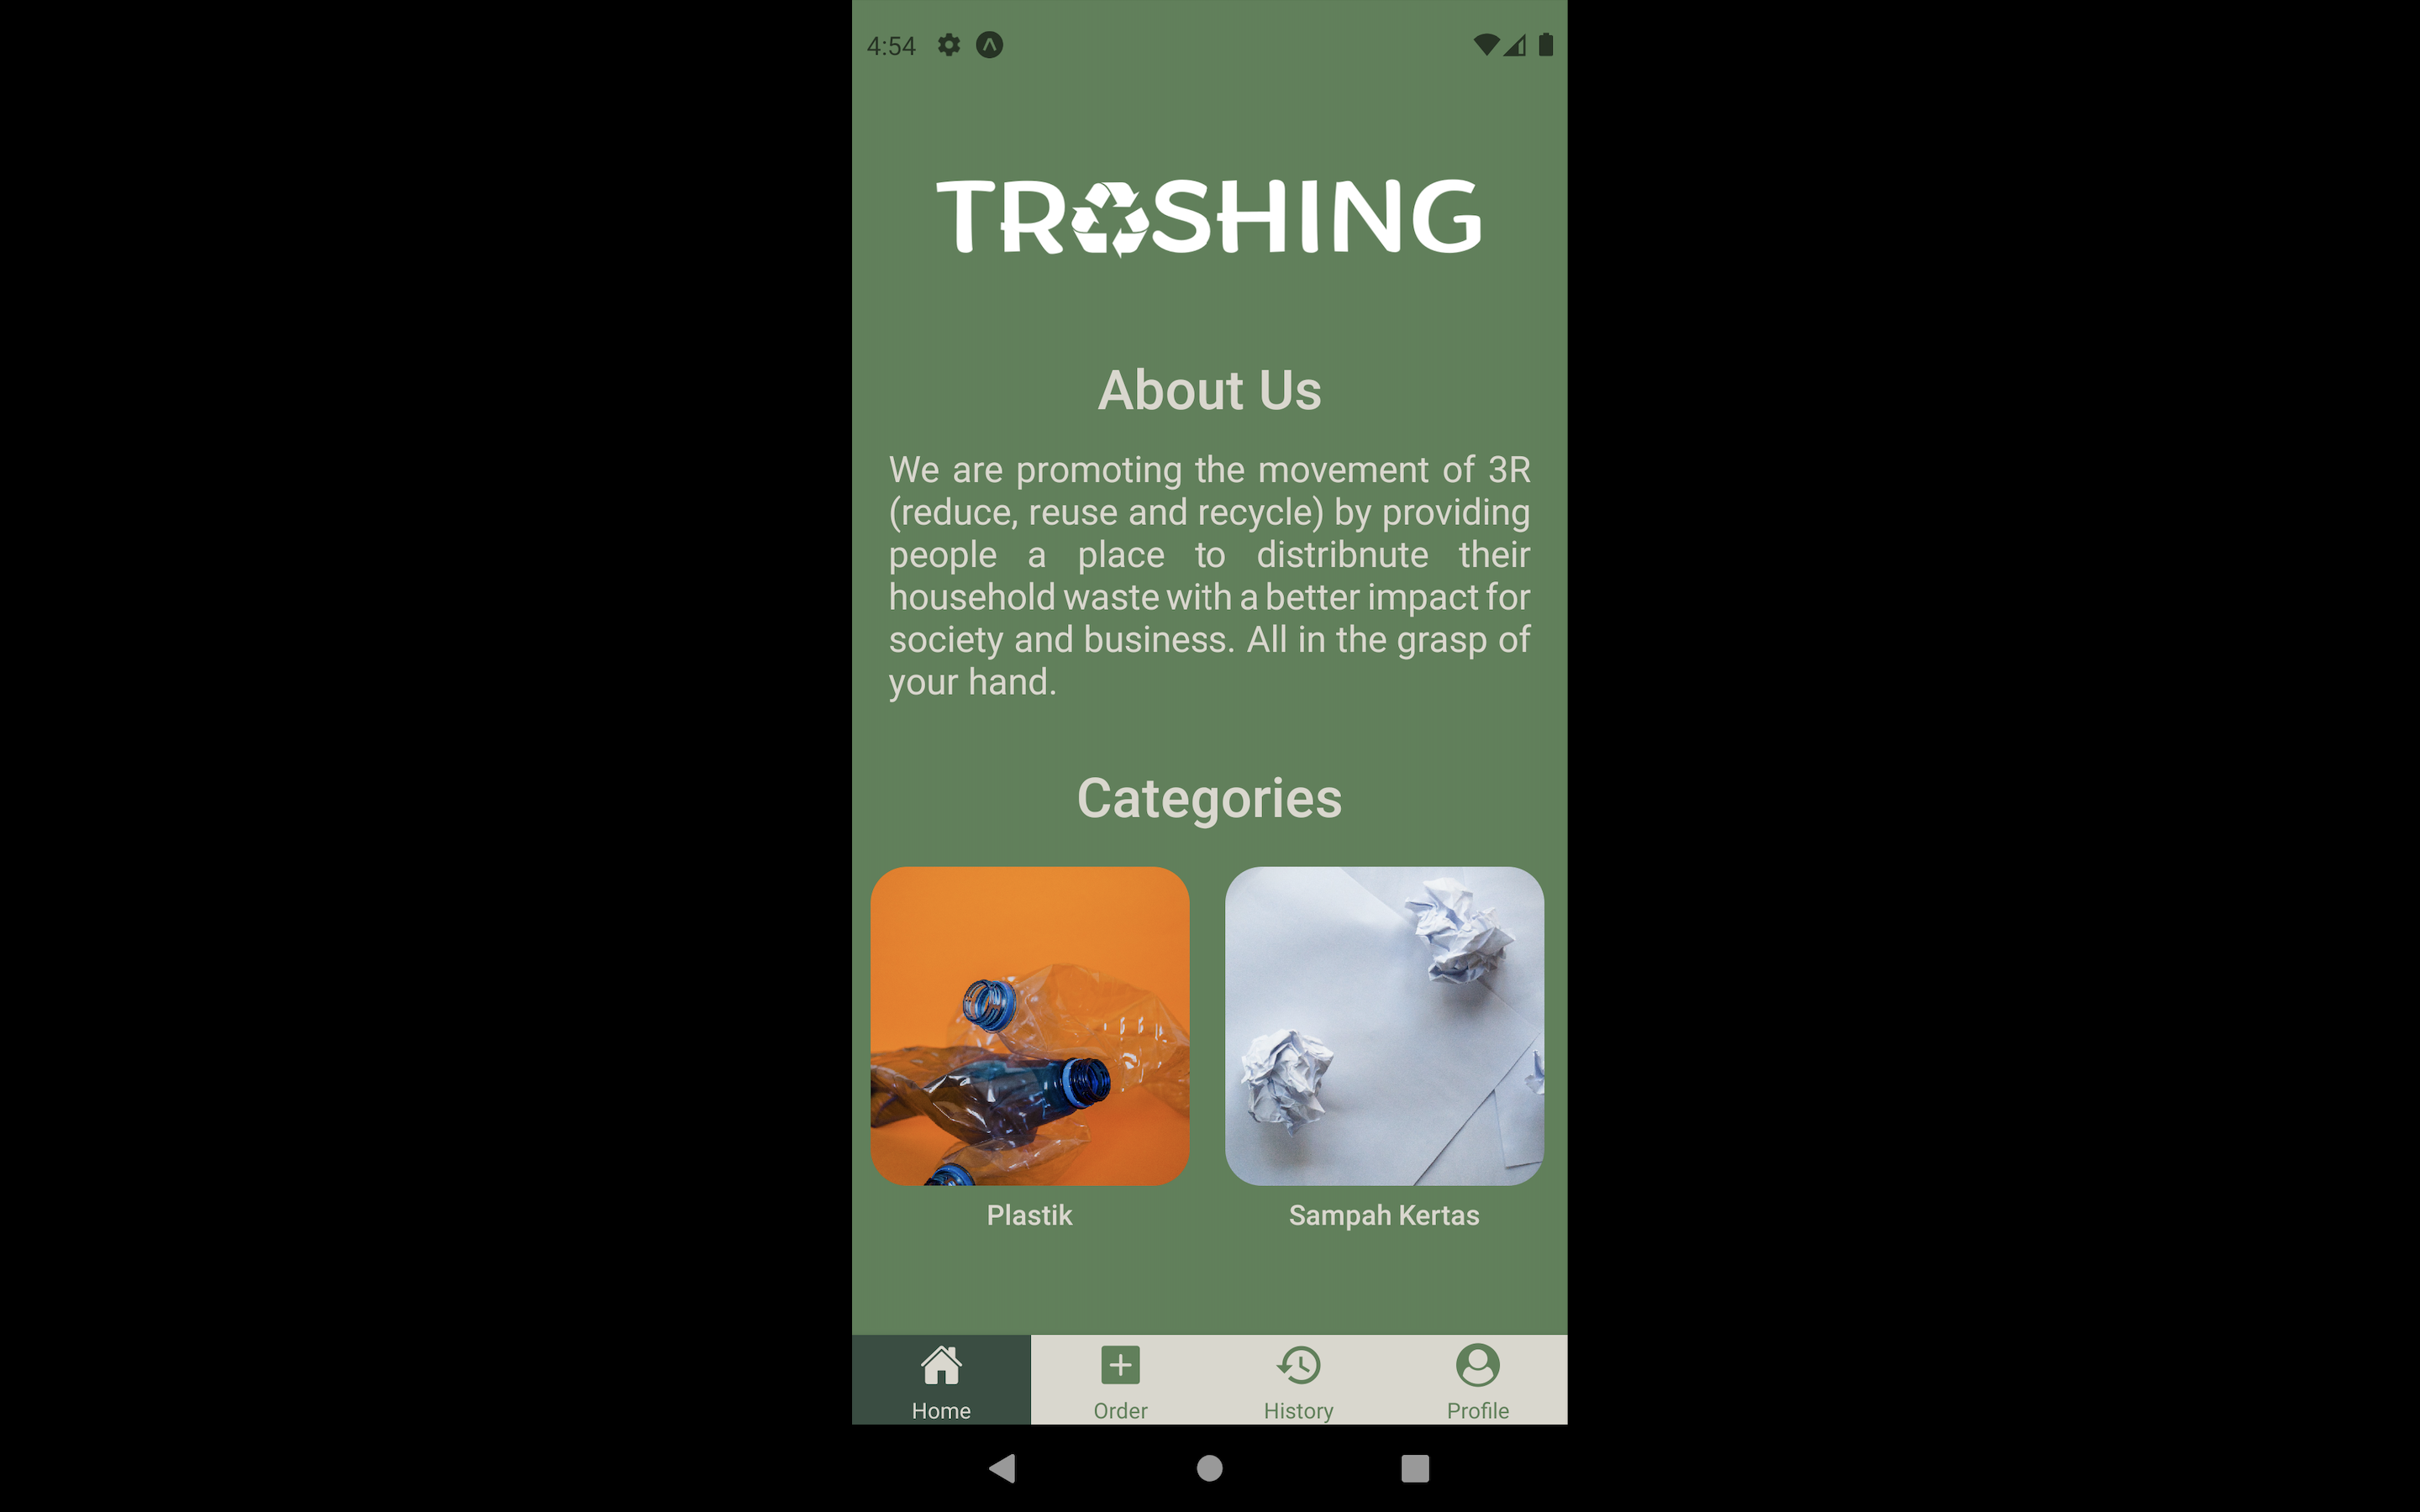 4:54
TRASHING
About Us
We are promoting the movement of 3R
(reduce, reuse and recycle) by providing
people a place to distribnute their
household waste with a better impact for
society and business. All in the grasp of
your hand.
Categories
Plastik
Sampah Kertas
Home
Order
History
Profile